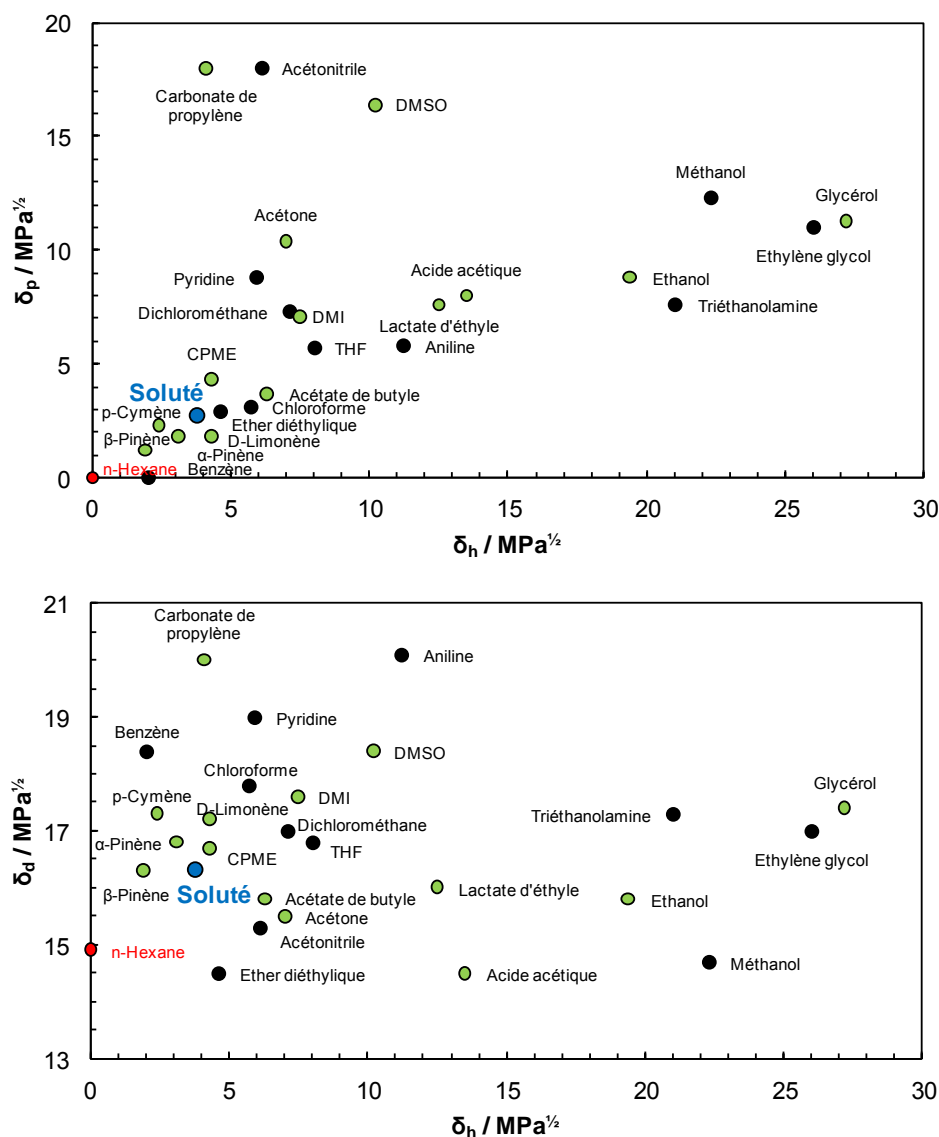 20
Acétonitrile
Carbonate de
propylène
DMSO
15
Méthanol
Glycérol
Acétone
10
Pyridine
Acide acétique
Ethanol
Ethylène glycol
Dichlorométhane
DMI
Lactate d'éthyle
Triéthanolamine
THF
Aniline
5
CPME
Soluté
Acétate de butyle
p-Cymène
Chloroforme
Ether diéthylique
β-Pinène
D-Limonène
α-Pinène
n-Hexane
Benzène
0
0 5 10 15 20 25 30
δp / MPa½
δh / MPa½
21
Carbonate de
propylène
Aniline
19
Pyridine
Benzène
DMSO
Chloroforme
p-Cymène
D-Limonène
DMI
Glycérol
Dichlorométhane
Triéthanolamine
17
α-Pinène
CPME
THF
Ethylène glycol
β-Pinène
Soluté
Acétate de butyle
Lactate d'éthyle
Ethanol
Acétone
15
n-Hexane
Acétonitrile
Ether diéthylique
Acide acétique
Méthanol
13
0 5 10 15 20 25 30
δd / MPa½
δh / MPa½